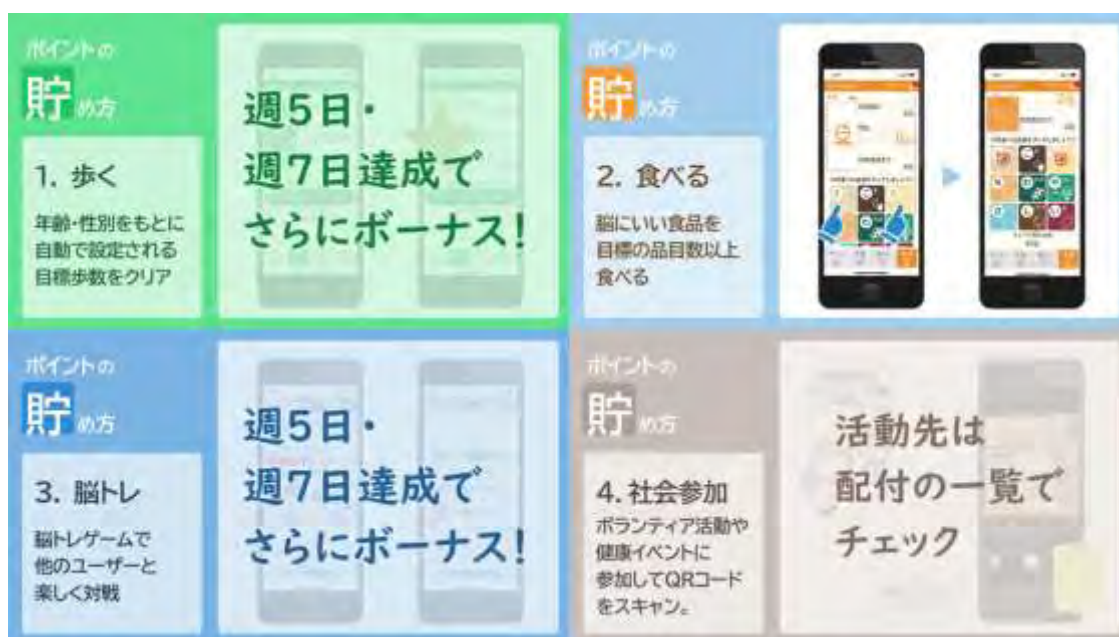 ポイントの
貯め方
1. 歩く
年齢・性別をもとに
自動で設定される
目標歩数をクリア
週5日・
週7日達成で
さらにボーナス!
ポイントの
貯め方
2. 食べる
脳にいい食品を
目標の品目数以上
食べる
ポイントの
貯め方
3. 脳トレ
脳トレゲームで
他のユーザーと
楽しく対戦
週5日・
週7日達成で
さらにボーナス!
ポイントの
貯め方
4. 社会参加
ボランティア活動や
健康イベントに
参加してQRコード
をスキャン。
活動先は
配付の一覧で
チェック